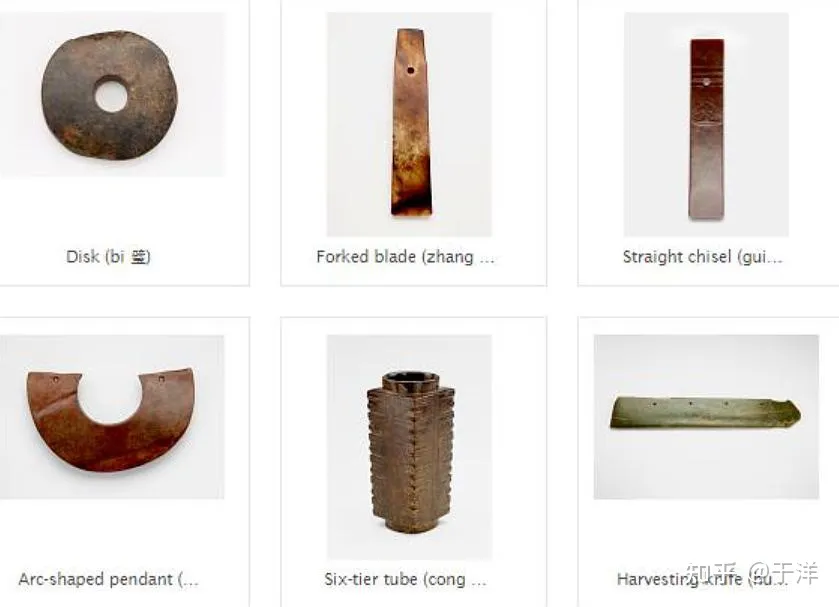 Disk (bi 璧)
Forked blade (zhang ...
Straight chisel (gui...
Arc-shaped pendant (...
Six-tier tube (cong ...
Harvesting knife (hu...
知乎 @于洋